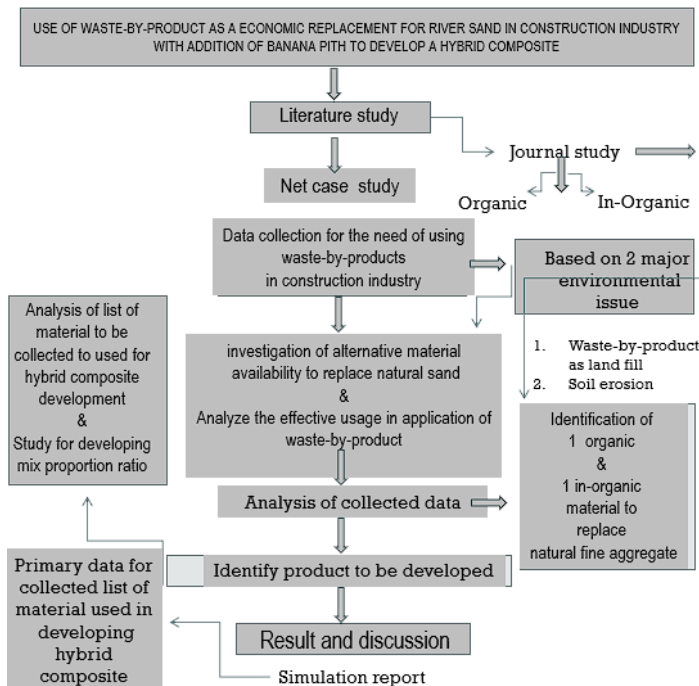 USE OF WASTE-BY-PRODUCT AS A ECONOMIC REPLACEMENT FOR RIVER SAND IN CONSTRUCTION INDUSTRY
WITH ADDITION OF BANANA PITH TO DEVELOP A HYBRID COMPOSITE
Literature study
Journal study
Net case study
Organic
In-Organic
Data collection for the need of using
waste-by-products
in construction industry
Based on 2 major
environmental
issue
Analysis of list of
material to be
collected to used for
hybrid composite
development
&
Study for developing
mix proportion ratio
investigation of alternative material
availability to replace natural sand
&
Analyze the effective usage in application of
waste-by-product
1. Waste-by-product
as land fill
2. Soil erosion
Identification of
1 organic
&
1 in-organic
material to
replace
natural fine aggregate
Analysis of collected data
Identify product to be developed
Primary data for
collected list of
material used in
developing
hybrid
composite
Result and discussion
Simulation report